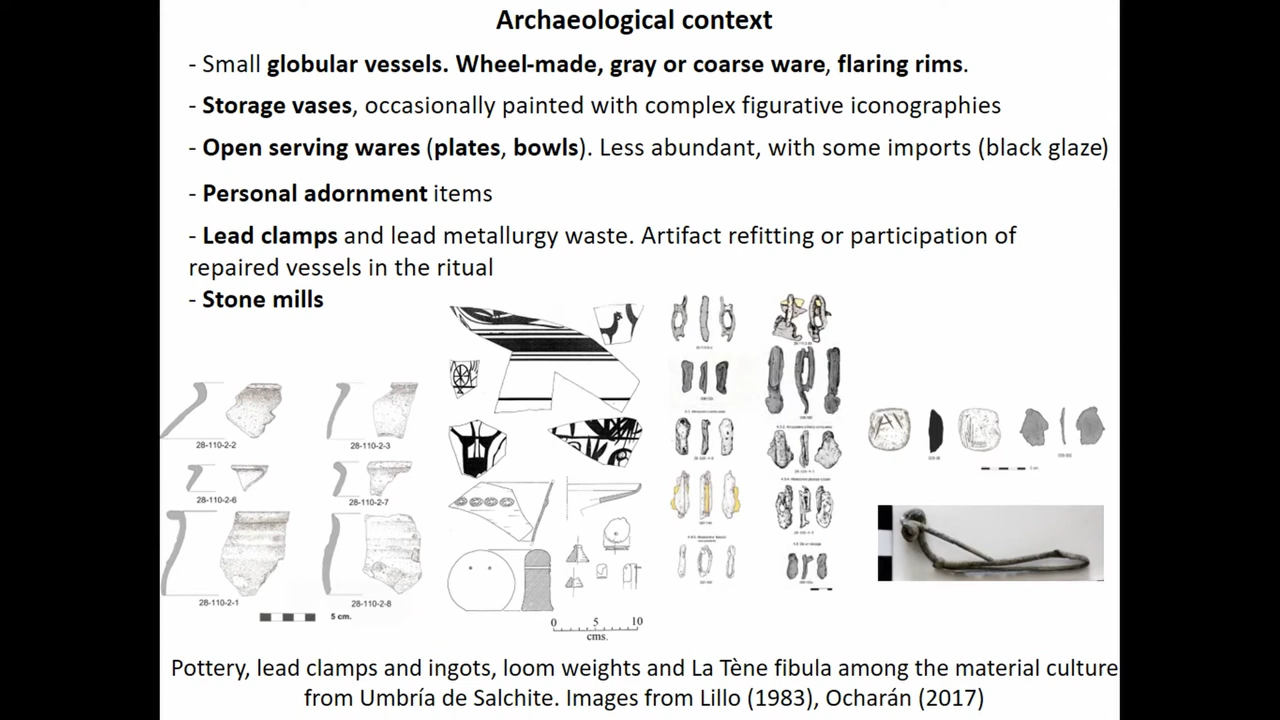 Archaeological context
- Small globular vessels. Wheel-made, gray or coarse ware, flaring rims.
- Storage vases, occasionally painted with complex figurative iconographies
- Open serving wares (plates, bowls). Less abundant, with some imports (black glaze)
- Personal adornment items
- Lead clamps and lead metallurgy waste. Artifact refitting or participation of
repaired vessels in the ritual
- Stone mills
28-110-2-2
28-110-2-3
28-110-2-6
28-110-2-7
28-110-2-1
28-110-2-8
5 cm.
0 5 10
cms.
Pottery, lead clamps and ingots, loom weights and La Tène fibula among the material culture
from Umbría de Salchite. Images from Lillo (1983), Ocharán (2017)